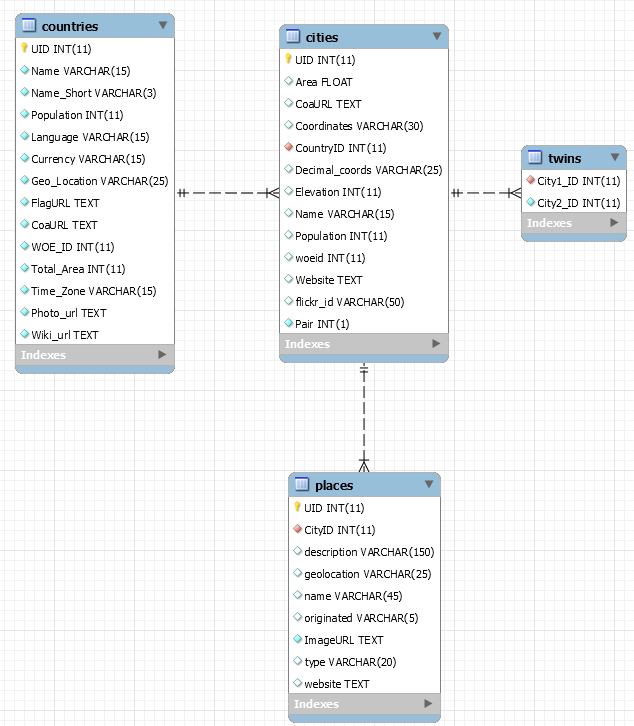 countries
UID INT(11)
Name VARCHAR(15)
Name_Short VARCHAR(3)
Population INT(11)
Language VARCHAR(15)
Currency VARCHAR(15)
Geo_Location VARCHAR(25)
FlagURL TEXT
CoaURL TEXT
WOE_ID INT(11)
Total_Area INT(11)
Time_Zone VARCHAR(15)
Photo_url TEXT
Wiki_url TEXT
Indexes
cities
UID INT(11)
Area FLOAT
CoaURL TEXT
Coordinates VARCHAR(30)
CountryID INT(11)
Decimal_coords VARCHAR(25)
Elevation INT(11)
Name VARCHAR(15)
Population INT(11)
woeid INT(11)
Website TEXT
flickr_id VARCHAR(50)
Pair INT(1)
Indexes
twins
City1_ID INT(11)
City2_ID INT(11)
Indexes
places
UID INT(11)
CityID INT(11)
description VARCHAR(150)
geolocation VARCHAR(25)
name VARCHAR(45)
originated VARCHAR(5)
ImageURL TEXT
type VARCHAR(20)
website TEXT
Indexes